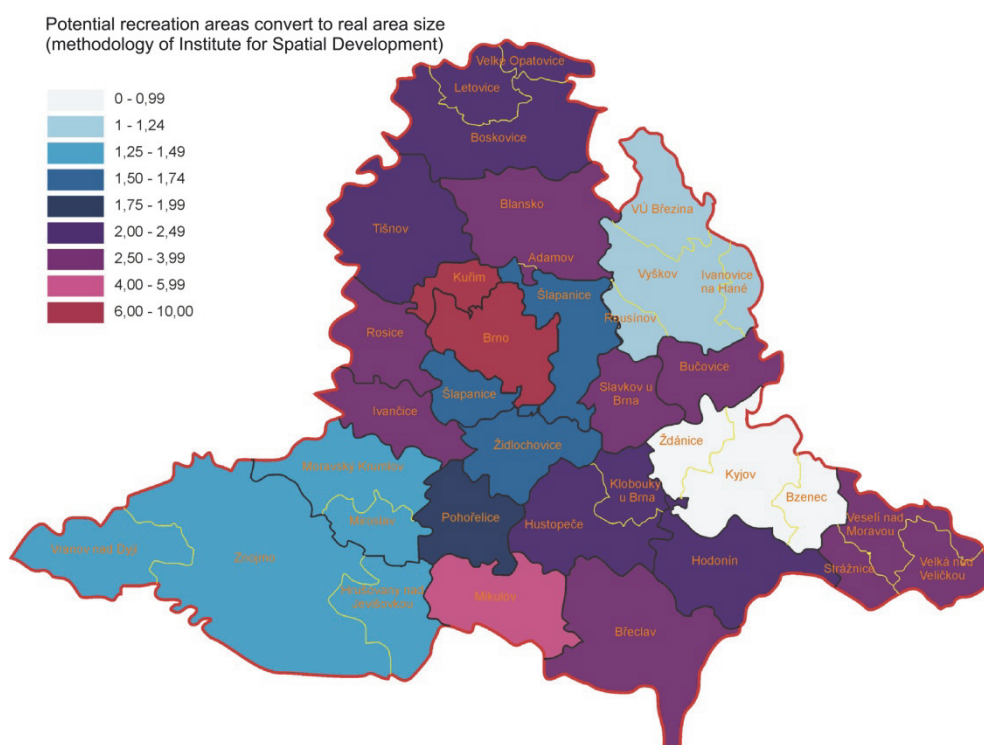 Potential recreation areas convert to real area size
(methodology of Institute for Spatial Development)
0 - 0,99
1 - 1,24
1,25 - 1,49
1,50 - 1,74
1,75 - 1,99
2,00 - 2,49
2,50 - 3,99
4,00 - 5,99
6,00 - 10,00
Velké Opatovice
Letovice
Boskovice
Blansko
VÚ Březina
Tišnov
Adamov
Vyškov
Ivanovice
na Hané
Kuřim
Šlapanice
Rousínov
Rosice
Brno
Bučovice
Šlapanice
Slavkov u
Brna
Ivančice
Židlochovice
Ždánice
Moravský Krumlov
Kyjov
Klobouky
u Brna
Bzenec
Miroslav
Pohořelice
Hustopeče
Veselí nad
Moravou
Vranov nad Dyjí
Znojmo
Hodonín
Strážnice
Velká nad
Veličkou
Hrušovany nad
Jevišovkou
Mikulov
Břeclav